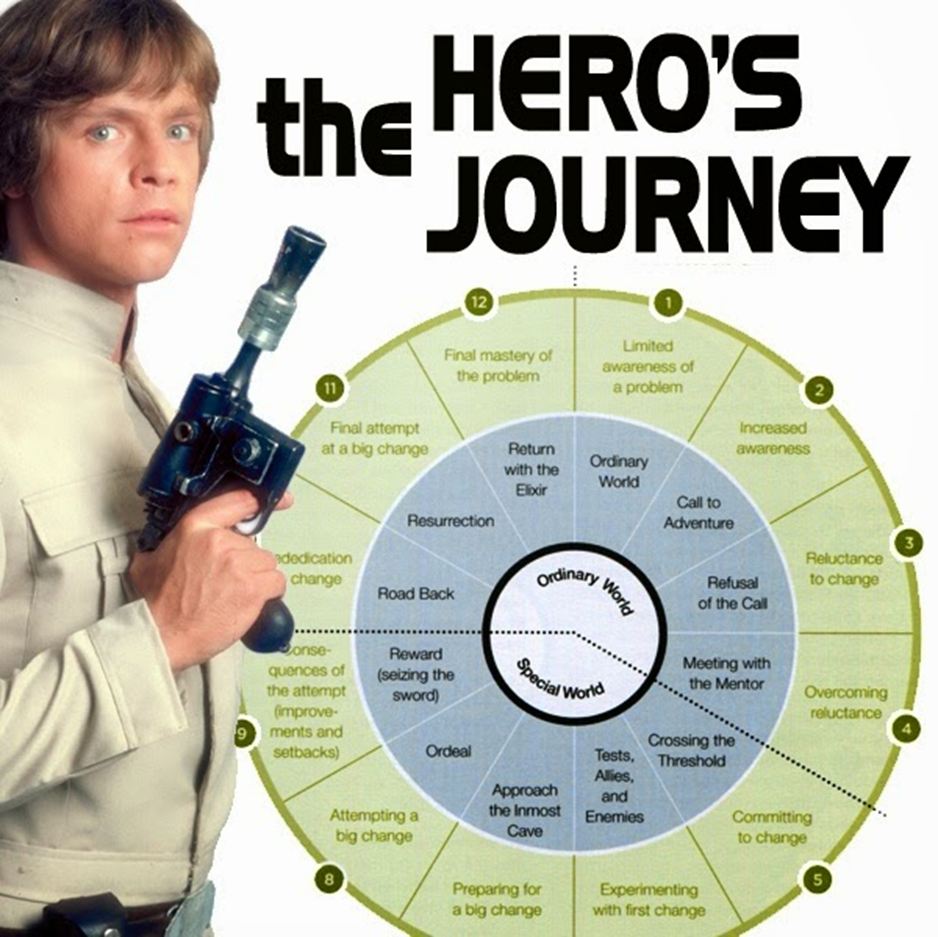 the HERO'S
JOURNEY
12
1
Final mastery of
the problem
Limited
awareness of
a problem
11
2
Final attempt
at a big change
Increased
awareness
3
Reluctance
to change
change
Overcoming
reluctance
4
quences of
the attempt
(improve-
ments and
setbacks)
9
Committing
to change
5
Attempting a
big change
8
Preparing for
a big change
Experimenting
with first change
Return
with the
Elixir
Ordinary
World
Resurrection
Call to
Adventure
Road Back
Refusal
of the Call
Reward
(seizing the
sword)
Meeting with
the Mentor
Ordeal
Crossing the
Threshold
Approach
the Inmost
Cave
Tests,
Allies,
and
Enemies
Ordinary World
Special World